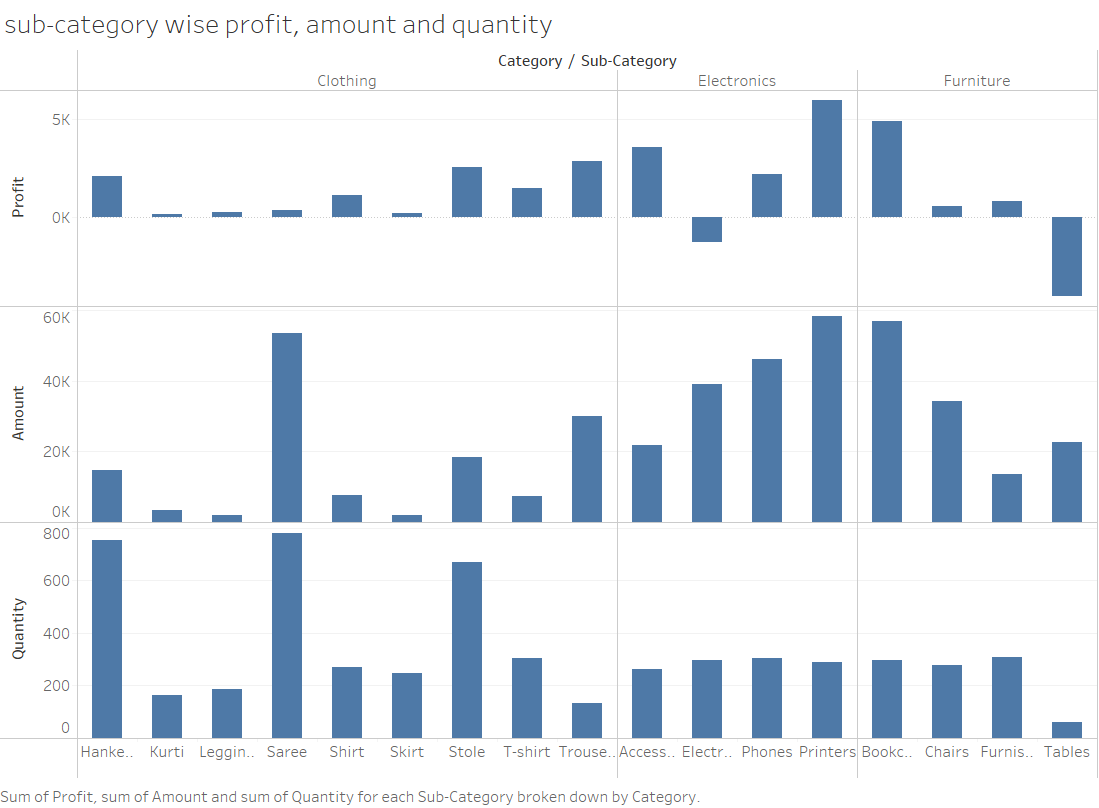 sub-category wise profit, amount and quantity
Category / Sub-Category
Clothing Electronics Furniture
Profit
5K
0K
Amount
60K
40K
20K
0K
Quantity
800
600
400
200
0
Hanke.. Kurti Leggin.. Saree Shirt Skirt Stole T-shirt Trouse.. Access.. Electr.. Phones Printers Bookc.. Chairs Furnis.. Tables
Sum of Profit, sum of Amount and sum of Quantity for each Sub-Category broken down by Category.